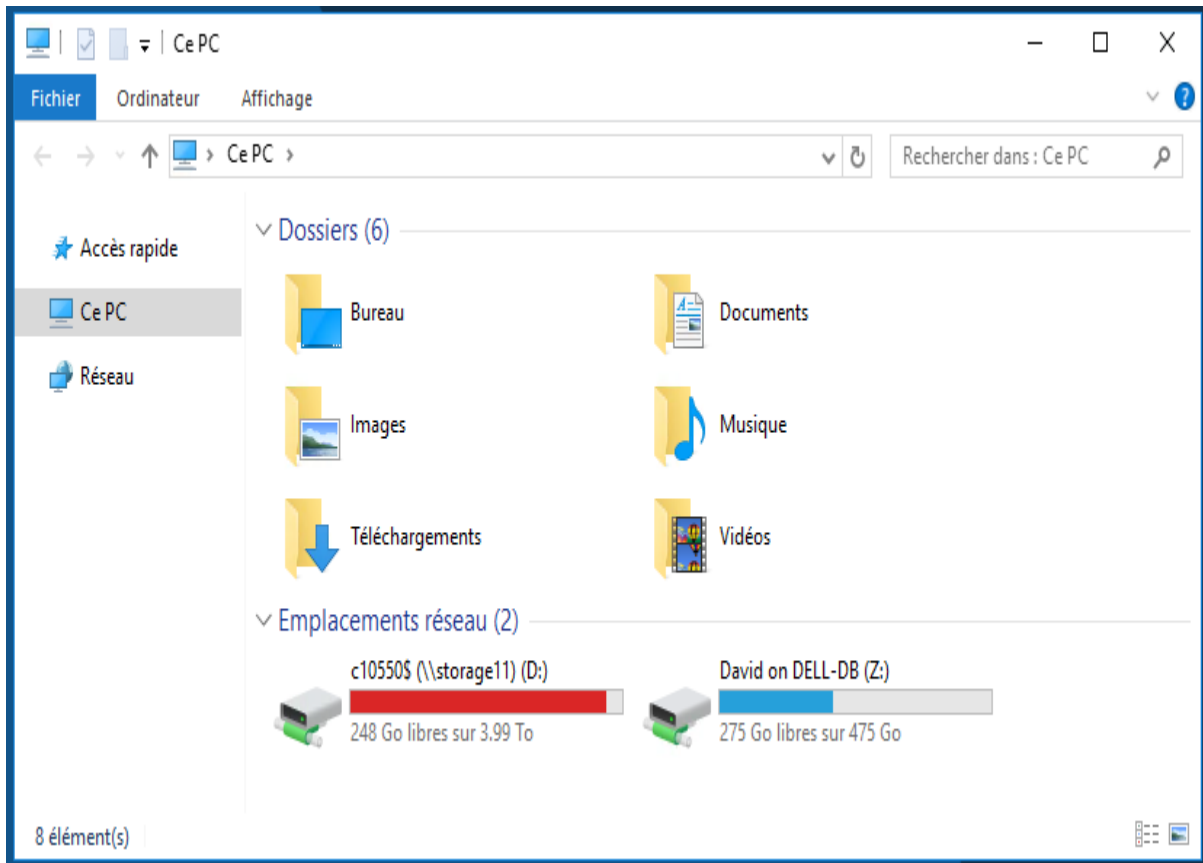 Ce PC
Fichier Ordinateur Affichage
Ce PC
Rechercher dans : Ce PC
Accès rapide
Ce PC
Réseau
Dossiers (6)
Bureau
Documents
Images
Musique
Téléchargements
Vidéos
Emplacements réseau (2)
c10550$ (\\storage11) (D:)
248 Go libres sur 3.99 To
David on DELL-DB (Z:)
275 Go libres sur 475 Go
8 élément(s)